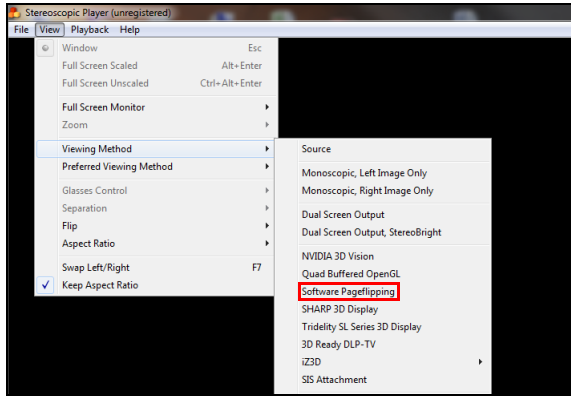 Stereoscopic Player (unregistered)
File View Playback Help
Window Esc
Full Screen Scaled Alt+Enter
Full Screen Unscaled Ctrl+Alt+Enter
Full Screen Monitor
Zoom
Viewing Method
Preferred Viewing Method
Glasses Control
Separation
Flip
Aspect Ratio
Swap Left/Right F7
Keep Aspect Ratio
Source
Monoscopic, Left Image Only
Monoscopic, Right Image Only
Dual Screen Output
Dual Screen Output, StereoBright
NVIDIA 3D Vision
Quad Buffered OpenGL
Software Pageflipping
SHARP 3D Display
Tridelity SL Series 3D Display
3D Ready DLP-TV
iZ3D
SIS Attachment